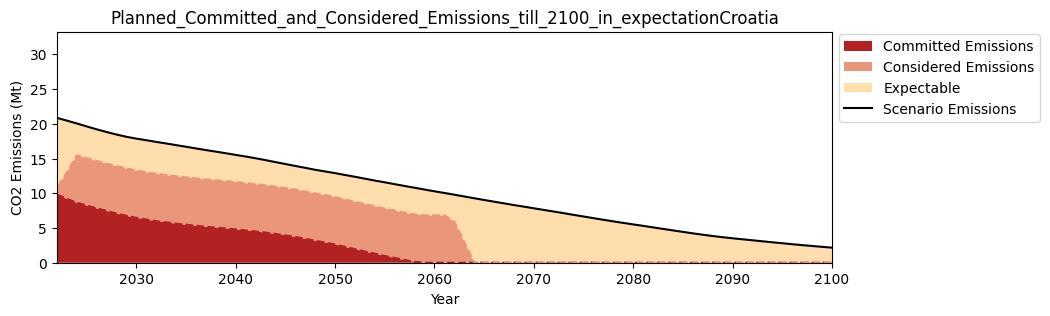 Planned_Committed_and_Considered_Emissions_till_2100_in_expectationCroatia
Committed Emissions
Considered Emissions
Expectable
Scenario Emissions
CO2 Emissions (Mt)
30
25
20
15
10
5
0
2030 2040 2050 2060 2070 2080 2090 2100
Year